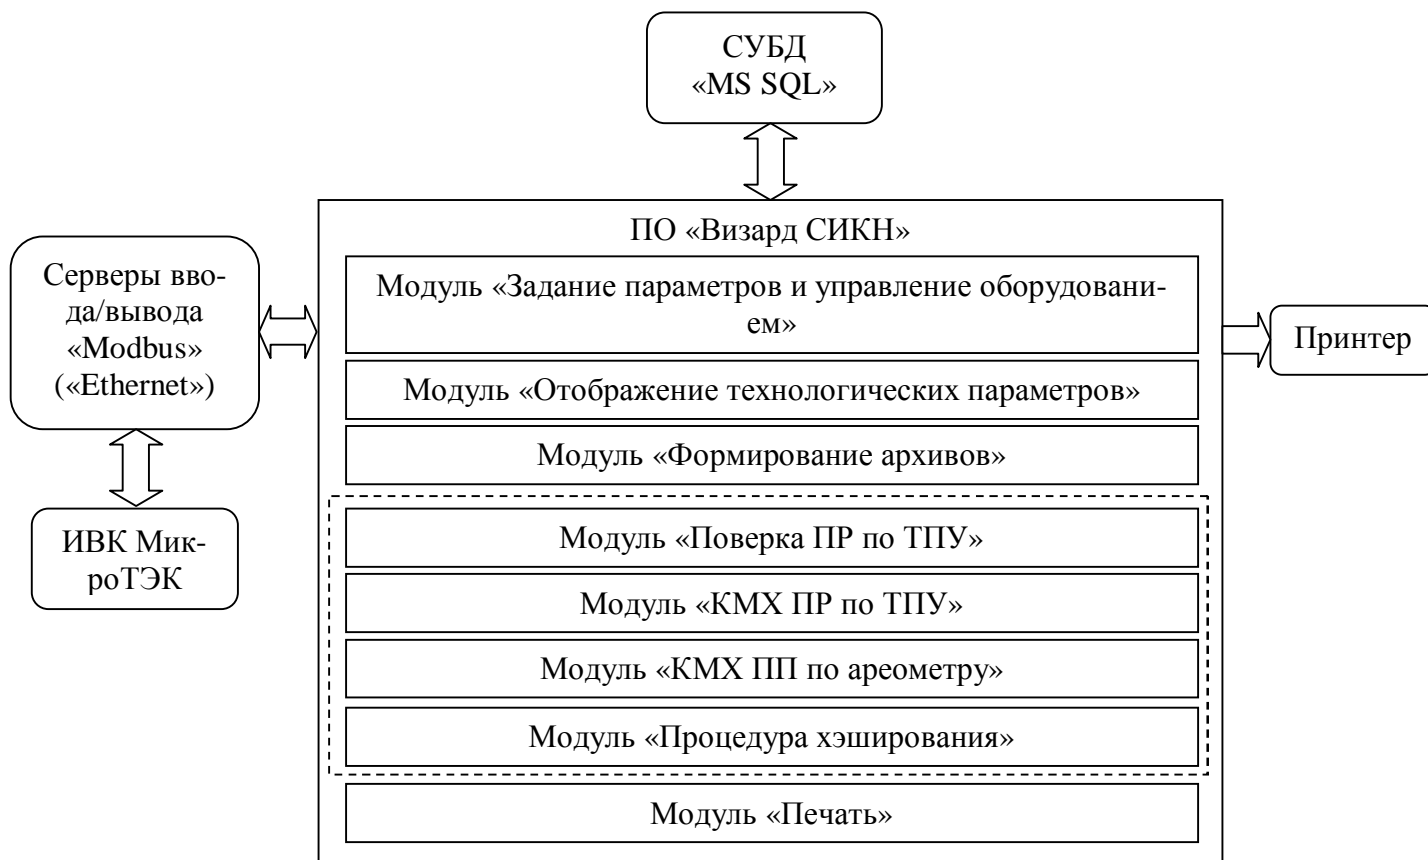 СУБД
«MS SQL»
ПО «Визард СИКН»
Серверы вво-
да/вывода
«Modbus»
(«Ethernet»)
Модуль «Задание параметров и управление оборудовани-
ем»
Принтер
Модуль «Отображение технологических параметров»
Модуль «Формирование архивов»
ИВК Мик-
роТЭК
Модуль «Поверка ПР по ТПУ»
Модуль «КМХ ПР по ТПУ»
Модуль «КМХ ПП по ареометру»
Модуль «Процедура хэширования»
Модуль «Печать»